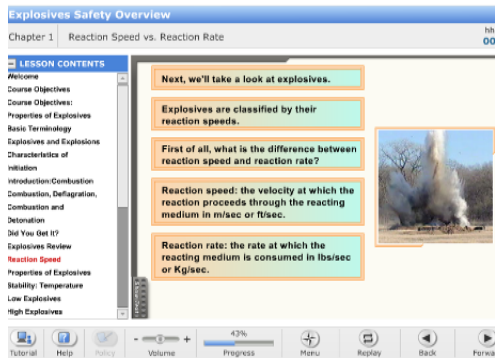 Explosives Safety Overview
Chapter 1 Reaction Speed vs. Reaction Rate
hh
00
LESSON CONTENTS
Welcome
Course Objectives
Course Objectives:
Properties of Explosives
Basic Terminology
Explosives and Explosions
Characteristics of
Initiation
Introduction:Combustion
Combustion, Deflagration,
Combustion and
Detonation
Did You Get It?
Explosives Review
Reaction Speed
Properties of Explosives
Stability: Temperature
Low Explosives
High Explosives
Next, we'll take a look at explosives.
Explosives are classified by their
reaction speeds.
First of all, what is the difference between
reaction speed and reaction rate?
Reaction speed: the velocity at which the
reaction proceeds through the reacting
medium in m/sec or ft/sec.
Reaction rate: the rate at which the
reacting medium is consumed in lbs/sec
or Kg/sec.
43%
- +
Tutorial Help Policy Volume Progress Menu Replay Back Forwa